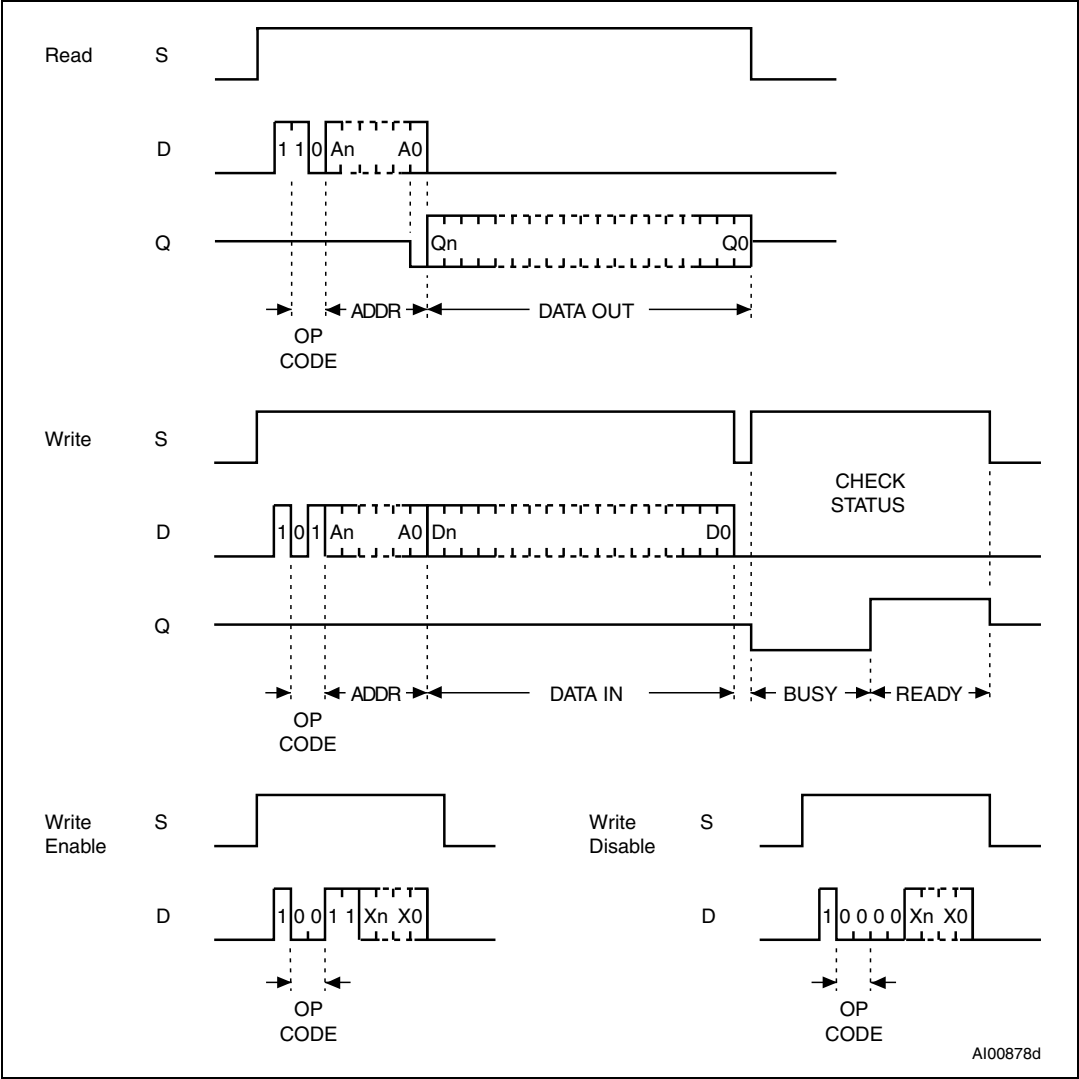 Read S
D 1 1 0 An A0
Q Qn Q0
ADDR DATA OUT
OP
CODE
Write S
CHECK
STATUS
D 1 0 1 An A0 Dn D0
Q
ADDR DATA IN BUSY READY
OP
CODE
Write
Enable
S
D 1 0 0 1 1 Xn X0
OP
CODE
Write
Disable
S
D 1 0 0 0 0 Xn X0
OP
CODE
AI00878d